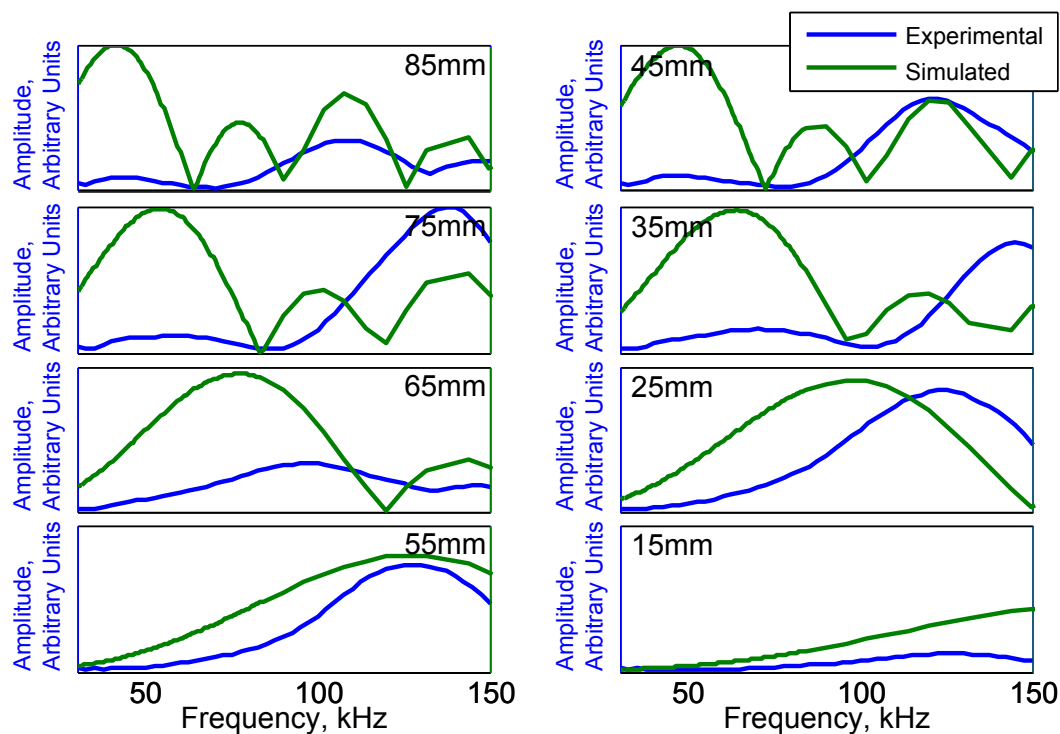 Experimental
Simulated
Amplitude,
Arbitrary Units
85mm
Amplitude,
Arbitrary Units
45mm
Amplitude,
Arbitrary Units
75mm
Amplitude,
Arbitrary Units
35mm
Amplitude,
Arbitrary Units
65mm
Amplitude,
Arbitrary Units
25mm
Amplitude,
Arbitrary Units
55mm
50 100 150
Frequency, kHz
Amplitude,
Arbitrary Units
15mm
50 100 150
Frequency, kHz